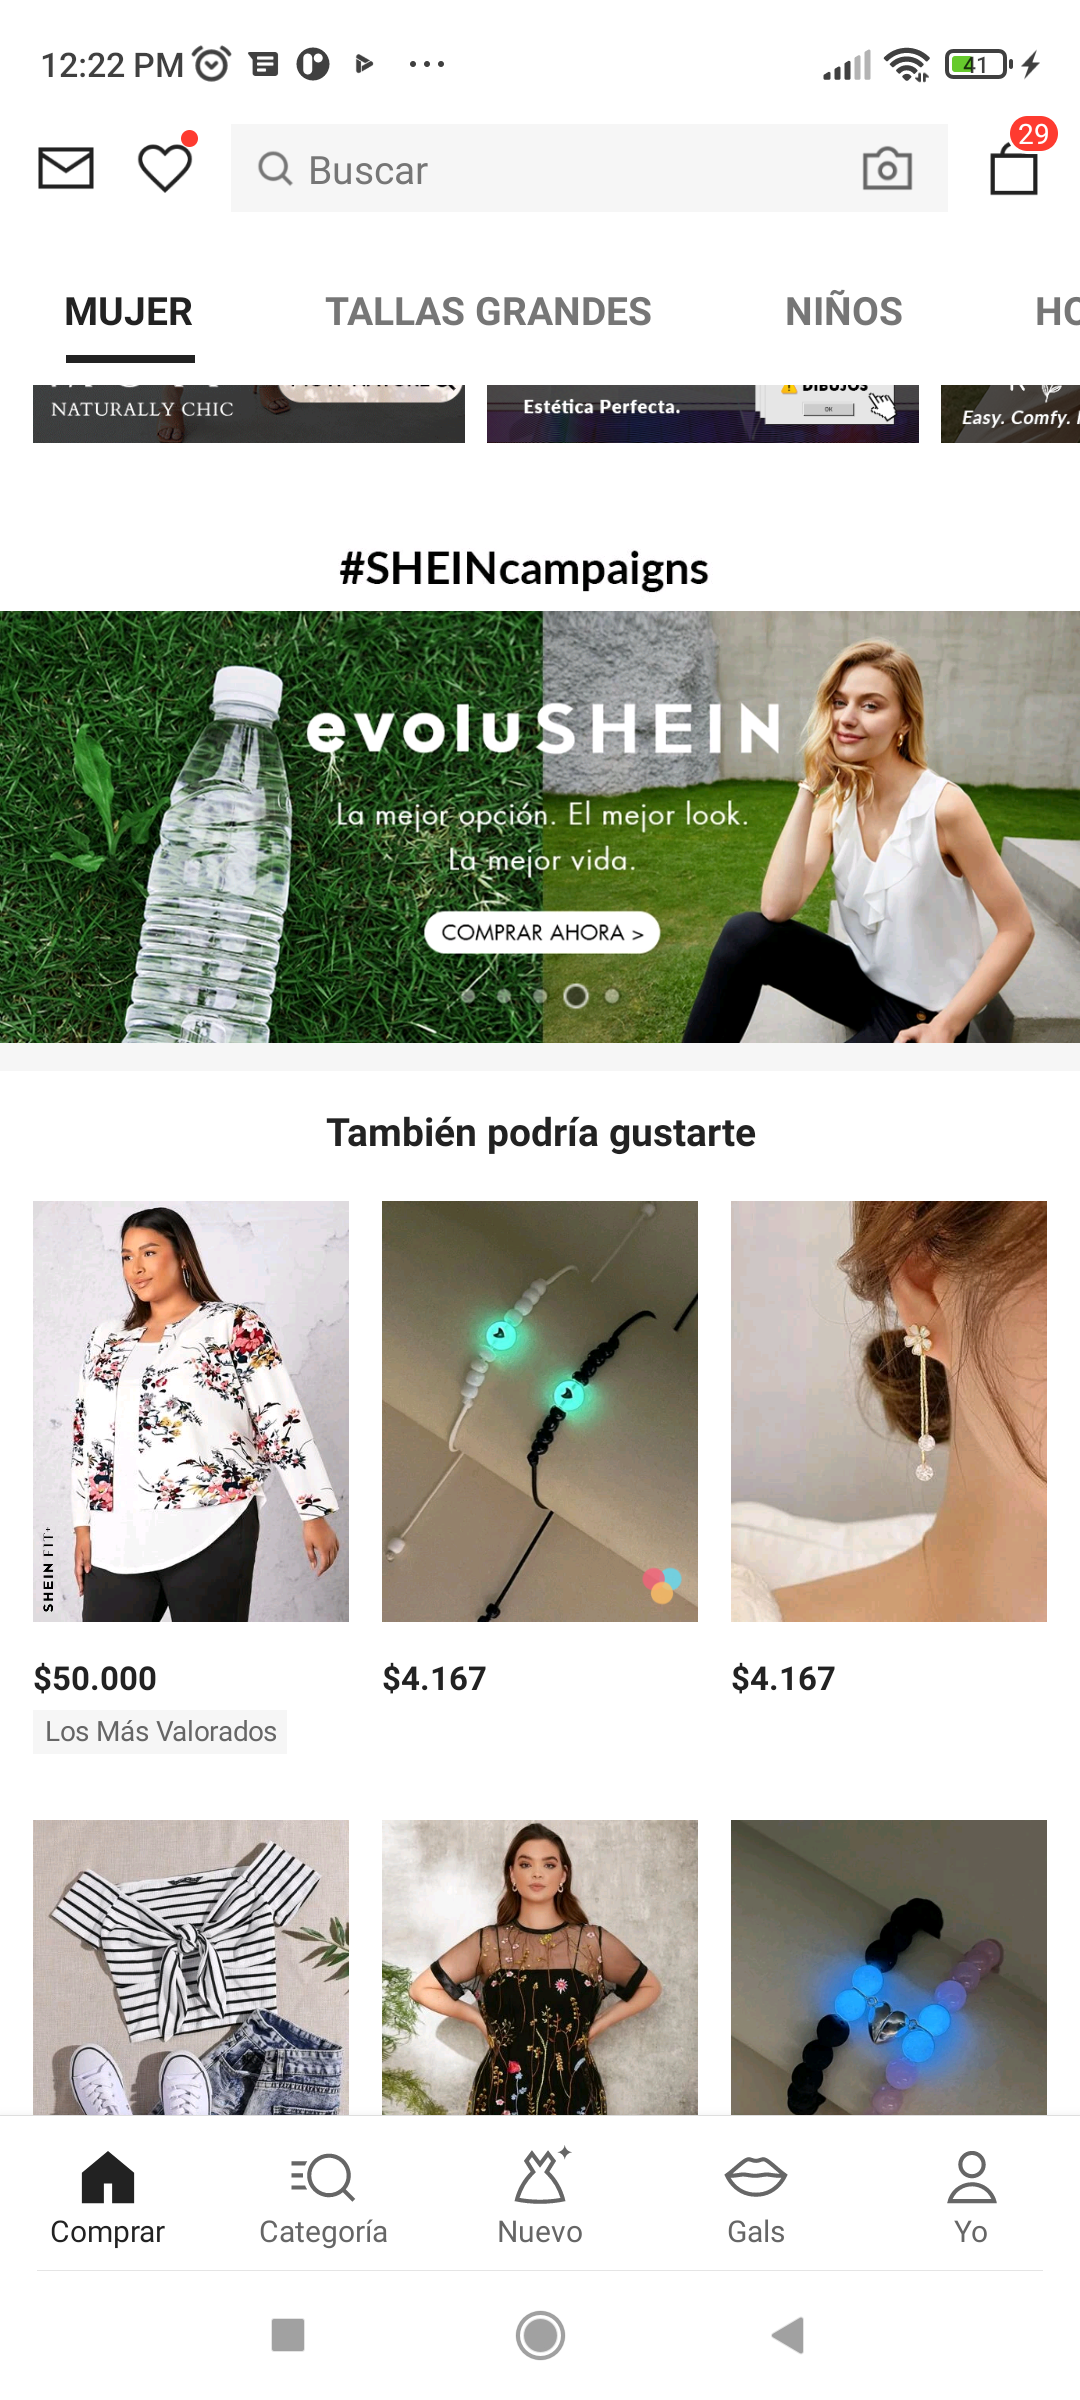 12:22 PM
41
29
Buscar
MUJER
TALLAS GRANDES
NIÑOS
NATURALLY CHIC
Estética Perfecta.
DIBUJOS
OK
Easy. Comfy.
#SHEINcampaigns
evoluSHEIN
La mejor opción. El mejor look.
La mejor vida.
COMPRAR AHORA >
También podría gustarte
SHEIN FIT+
$50.000
$4.167
$4.167
Los Más Valorados
Comprar
Categoría
Nuevo
Gals
Yo